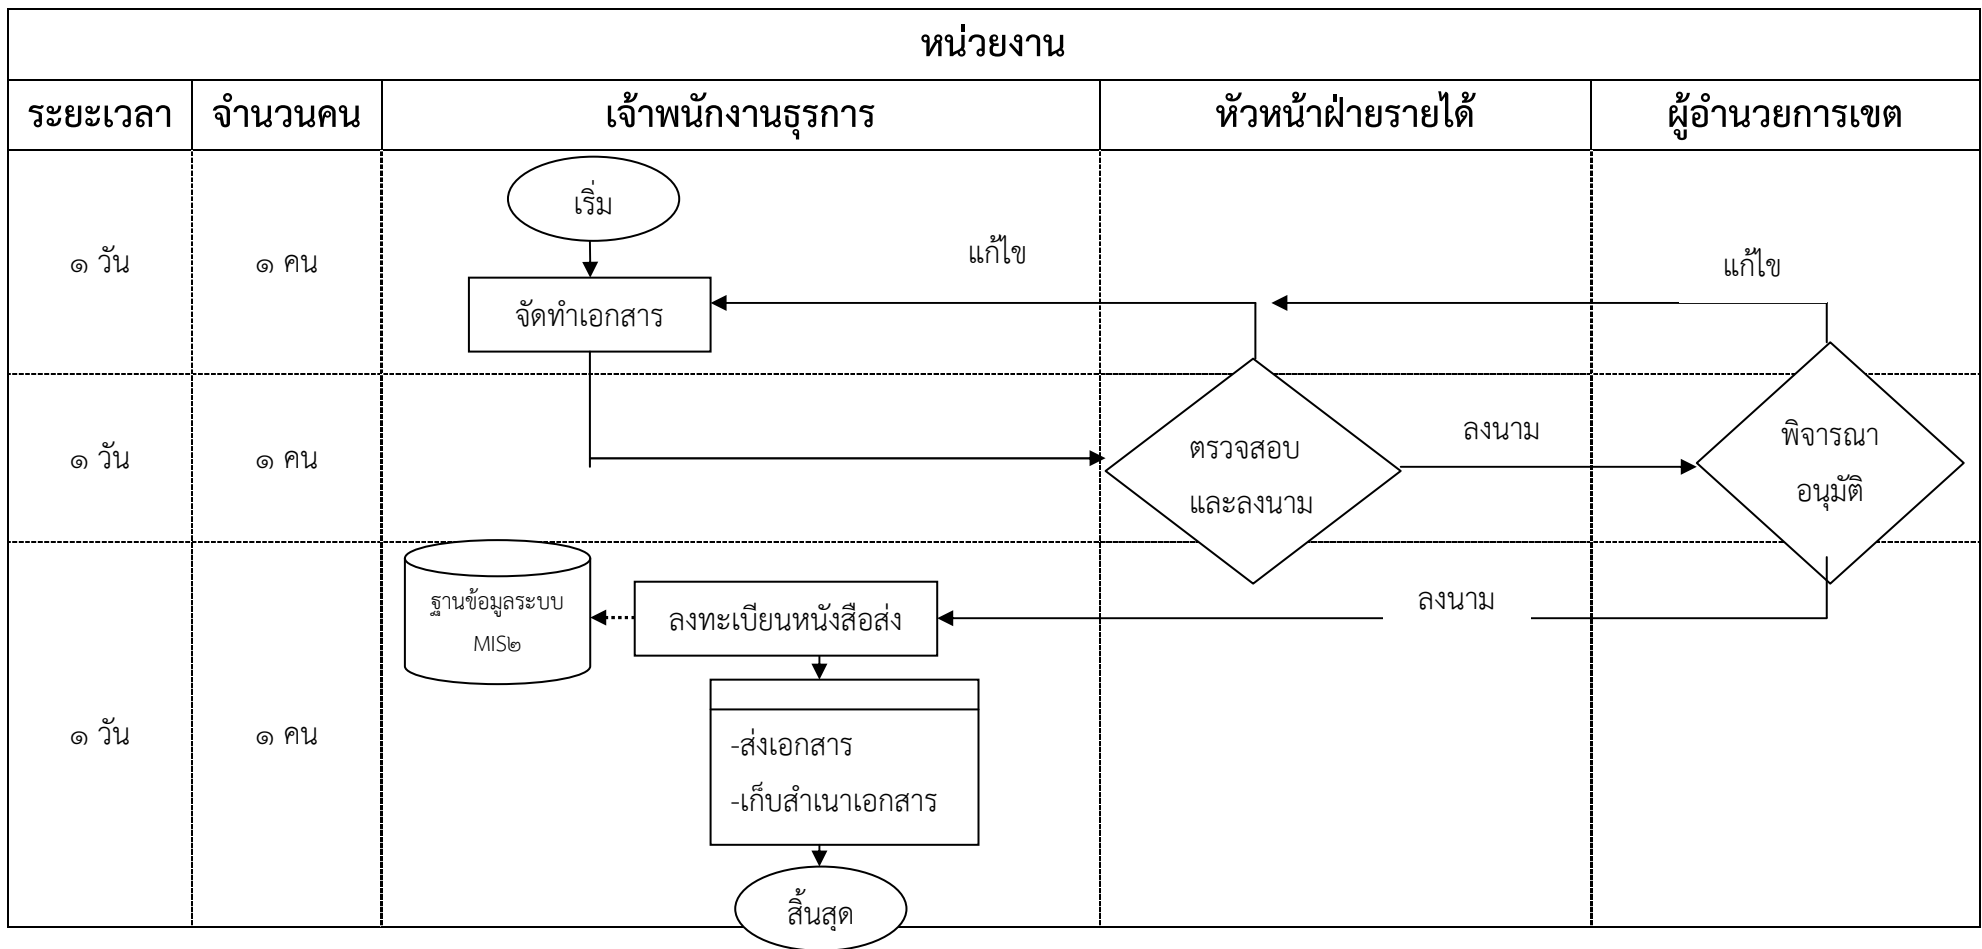 หน่วยงาน
ระยะเวลา
จำนวนคน
เจ้าพนักงานธุรการ
หัวหน้าฝ่ายรายได้
ผู้อำนวยการเขต
เริ่ม
แก้ไข
แก้ไข
๑ วัน
๑ คน
จัดทำเอกสาร
๑ วัน
๑ คน
ตรวจสอบ
และลงนาม
ลงนาม
พิจารณา
อนุมัติ
ฐานข้อมูลระบบ
MIS๒
ลงทะเบียนหนังสือส่ง
ลงนาม
๑ วัน
๑ คน
-ส่งเอกสาร
-เก็บสำเนาเอกสาร
สิ้นสุด